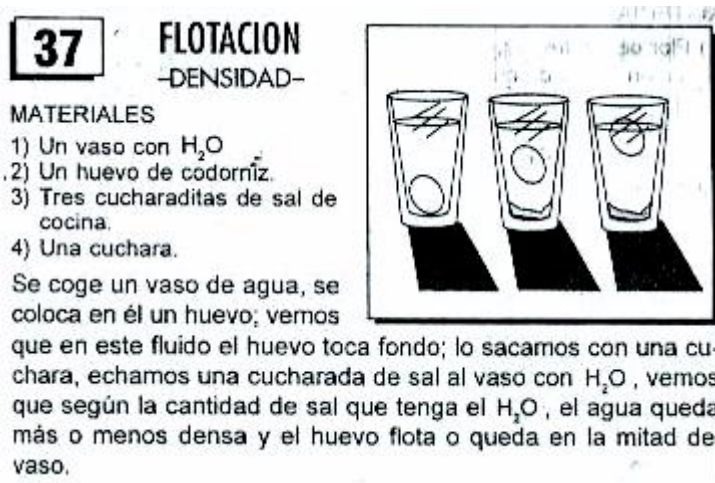 37
FLOTACION
-DENSIDAD-
MATERIALES
1) Un vaso con H₂O
2) Un huevo de codorniz.
3) Tres cucharaditas de sal de
cocina.
4) Una cuchara.
Se coge un vaso de agua, se
coloca en él un huevo; vemos
que en este fluido el huevo toca fondo; lo sacamos con una cu-
chara, echamos una cucharada de sal al vaso con H₂O , vemos
que según la cantidad de sal que tenga el H₂O , el agua queda
más o menos densa y el huevo flota o queda en la mitad de
vaso.